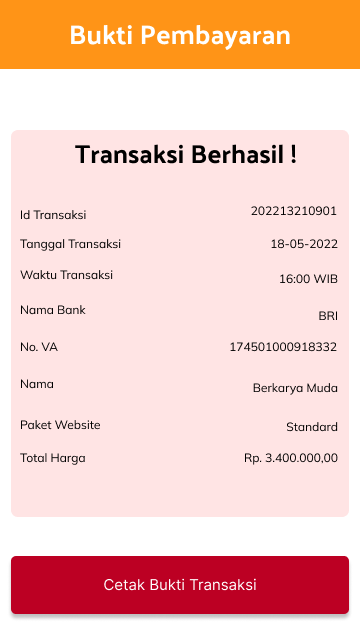 Bukti Pembayaran
Transaksi Berhasil !
Id Transaksi 202213210901
Tanggal Transaksi 18-05-2022
Waktu Transaksi 16:00 WIB
Nama Bank BRI
No. VA 174501000918332
Nama Berkarya Muda
Paket Website Standard
Total Harga Rp. 3.400.000,00
Cetak Bukti Transaksi